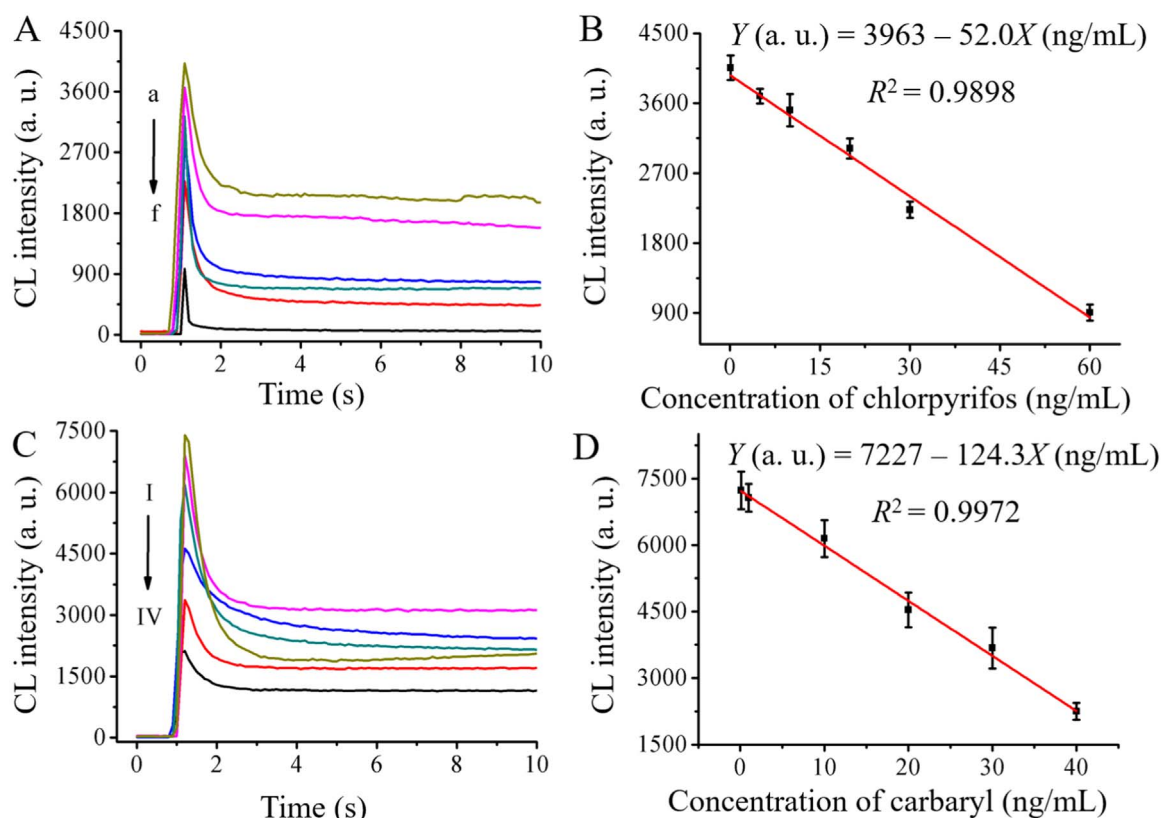 A
4500
3600
2700
1800
900
0
a
f
CL intensity (a. u.)
0 2 4 6 8 10
Time (s)
B
Y (a. u.) = 3963 – 52.0X (ng/mL)
R² = 0.9898
4500
3600
2700
1800
900
CL intensity (a. u.)
0 15 30 45 60
Concentration of chlorpyrifos (ng/mL)
C
7500
6000
4500
3000
1500
0
I
IV
CL intensity (a. u.)
0 2 4 6 8 10
Time (s)
D
Y (a. u.) = 7227 – 124.3X (ng/mL)
R² = 0.9972
7500
6000
4500
3000
1500
CL intensity (a. u.)
0 10 20 30 40
Concentration of carbaryl (ng/mL)